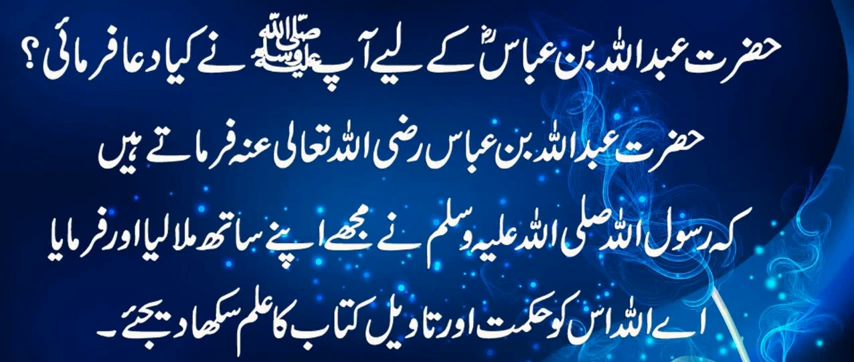 حضرت عبداللہ بن عباسؓ کے لیے آپ ﷺ نے کیا دعا فرمائی؟
حضرت عبداللہ بن عباس رضی اللہ تعالی عنہ فرماتے ہیں
کہ رسول اللہ صلی اللہ علیہ وسلم نے مجھے اپنے ساتھ ملا لیا اور فرمایا
اے اللہ اس کو حکمت اور تاویل کتاب کا علم سکھا دیجئے۔